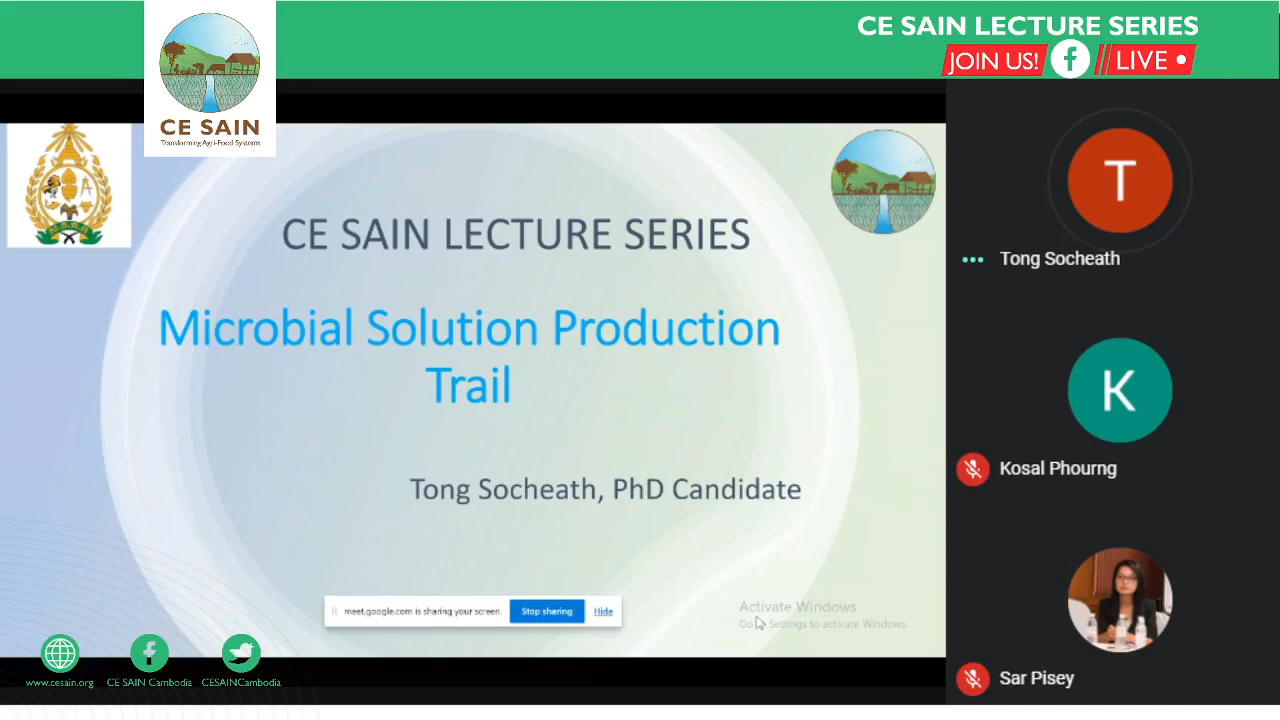 CE SAIN LECTURE SERIES
JOIN US!
LIVE
CE SAIN
Transforming Agri-Food Systems
CE SAIN LECTURE SERIES
Microbial Solution Production
Trail
Tong Socheath, PhD Candidate
meet.google.com is sharing your screen.
Stop sharing
Hide
Activate Windows
Go Settings to activate Windows.
T
Tong Socheath
K
Kosal Phourng
Sar Pisey
www.cesain.org
CE SAIN Cambodia
CESAINCambodia